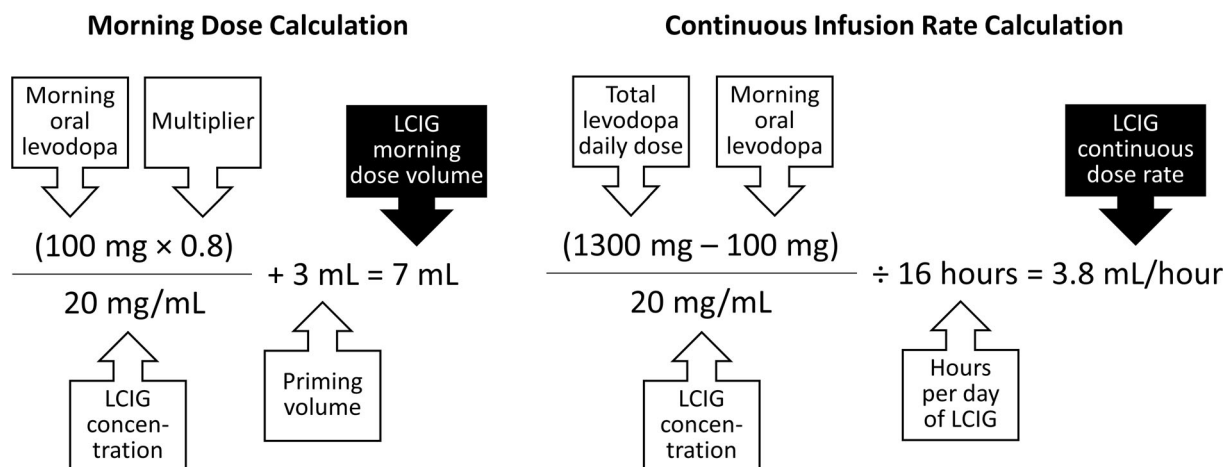 Morning Dose Calculation
Morning
oral
levodopa
Multiplier
LCIG
morning
dose volume
(100 mg × 0.8)
20 mg/mL
+ 3 mL = 7 mL
LCIG
concen-
tration
Priming
volume
Continuous Infusion Rate Calculation
Total
levodopa
daily dose
Morning
oral
levodopa
LCIG
continuous
dose rate
(1300 mg – 100 mg)
20 mg/mL
÷ 16 hours = 3.8 mL/hour
LCIG
concen-
tration
Hours
per day
of LCIG